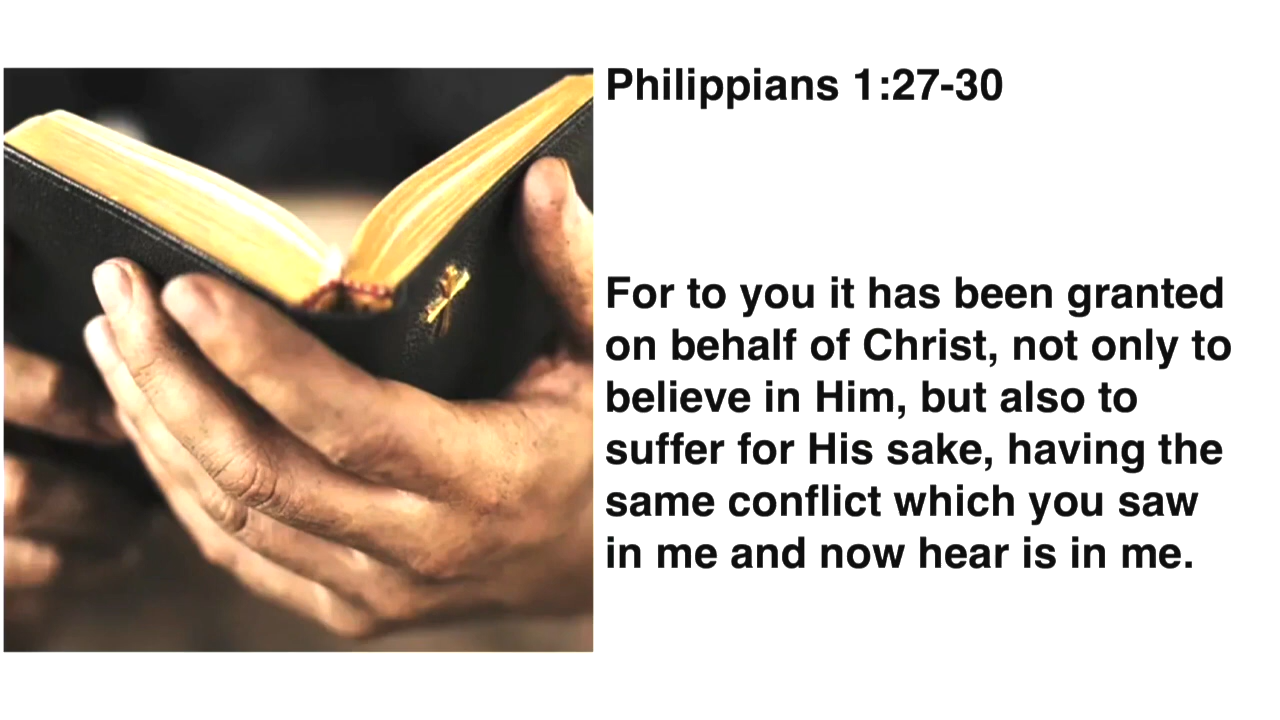 Philippians 1:27-30
For to you it has been granted
on behalf of Christ, not only to
believe in Him, but also to
suffer for His sake, having the
same conflict which you saw
in me and now hear is in me.